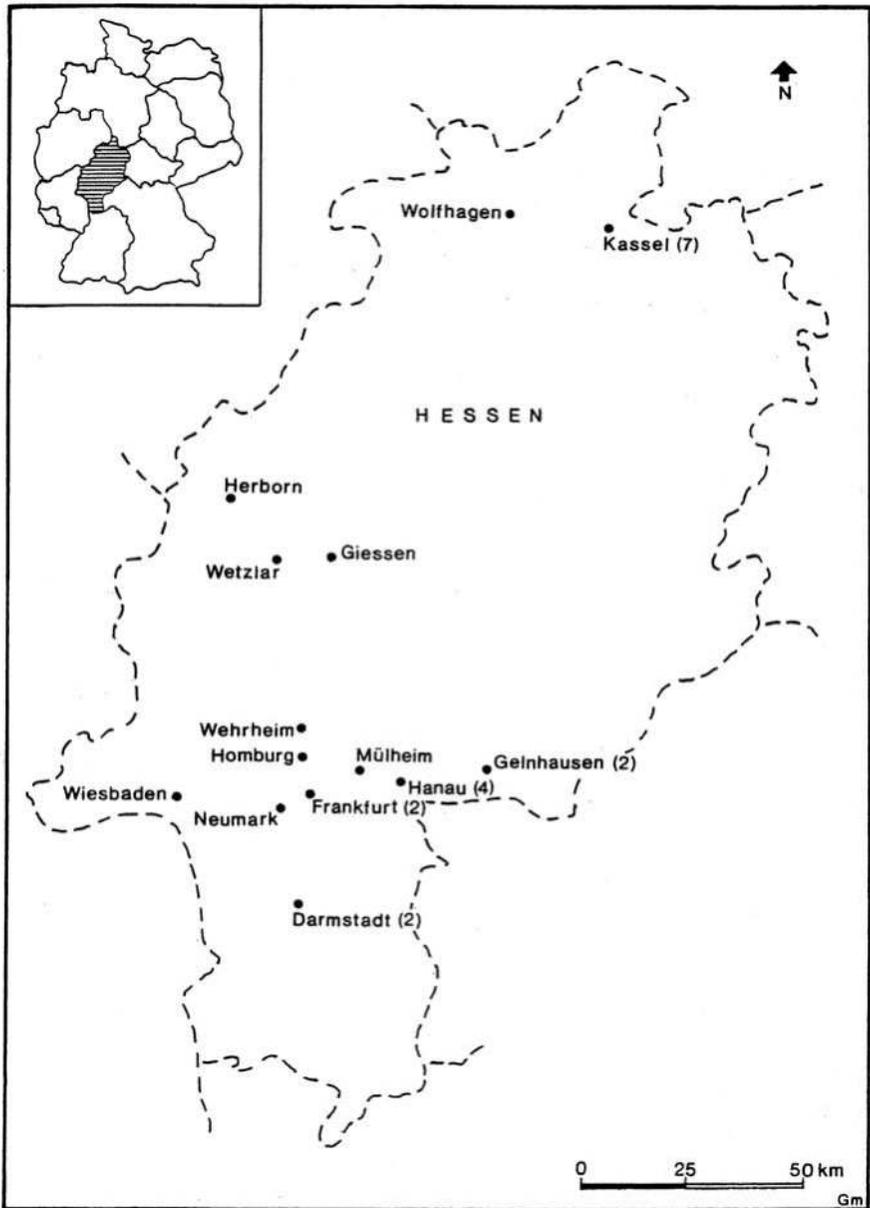 N
Wolfhagen
Kassel (7)
HESSEN
Herborn
Wetzlar
Giessen
Wehrheim
Homburg
Mülheim
Gelnhausen (2)
Wiesbaden
Hanau (4)
Neumark
Frankfurt (2)
Darmstadt (2)
0 25 50 km
Gm